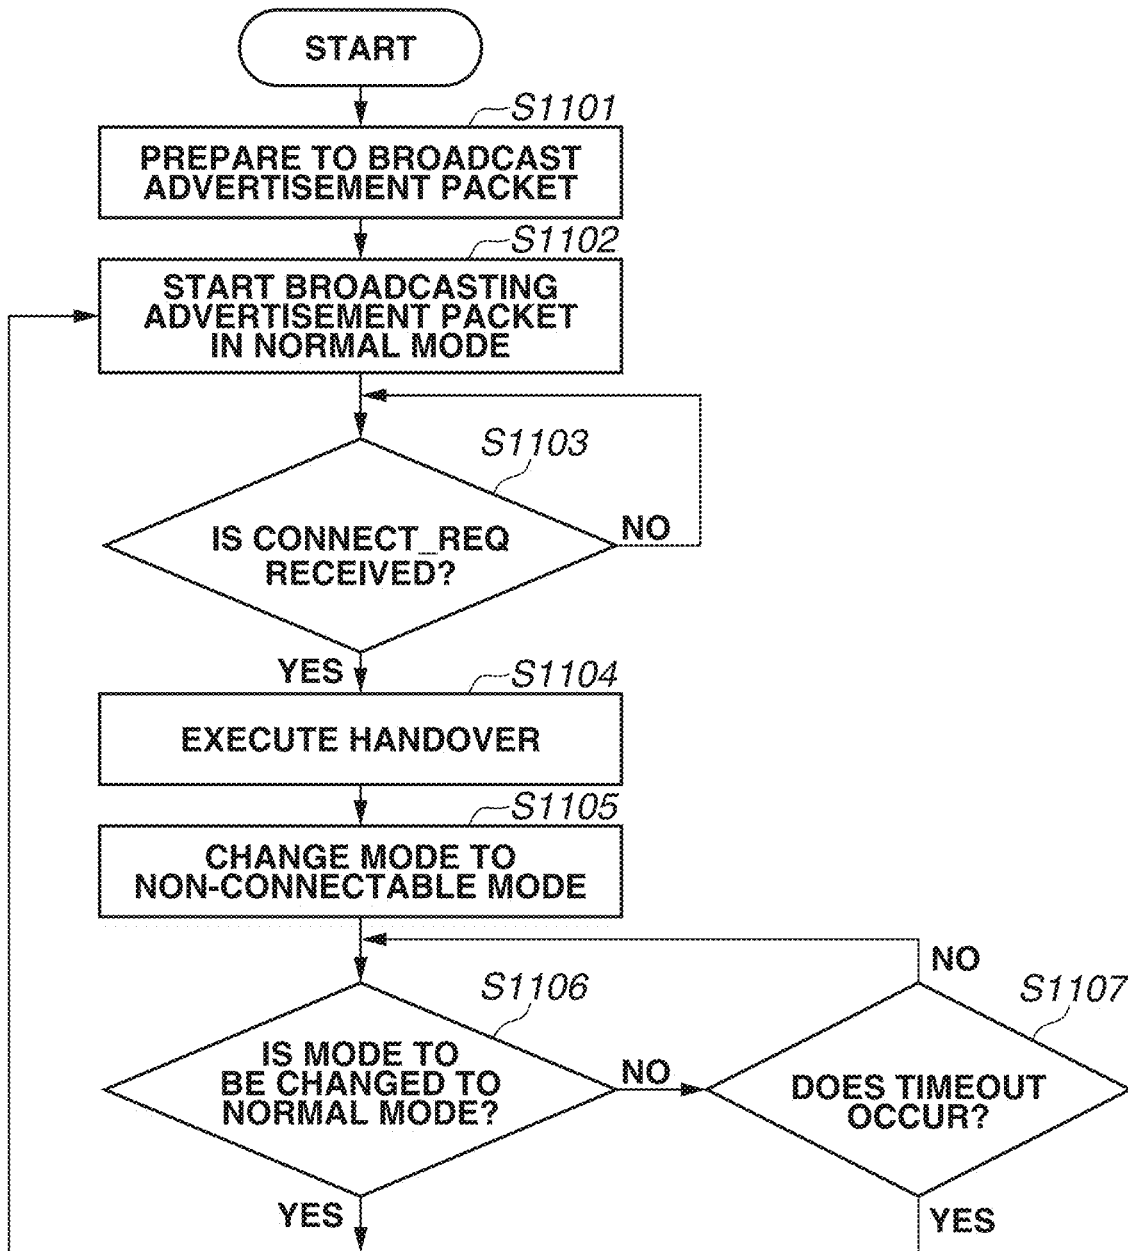 START
S1101
PREPARE TO BROADCAST
ADVERTISEMENT PACKET
S1102
START BROADCASTING
ADVERTISEMENT PACKET
IN NORMAL MODE
S1103
IS CONNECT_REQ
RECEIVED?
NO
YES
S1104
EXECUTE HANDOVER
S1105
CHANGE MODE TO
NON-CONNECTABLE MODE
NO
S1106
S1107
IS MODE TO
BE CHANGED TO
NORMAL MODE?
NO
DOES TIMEOUT
OCCUR?
YES
YES